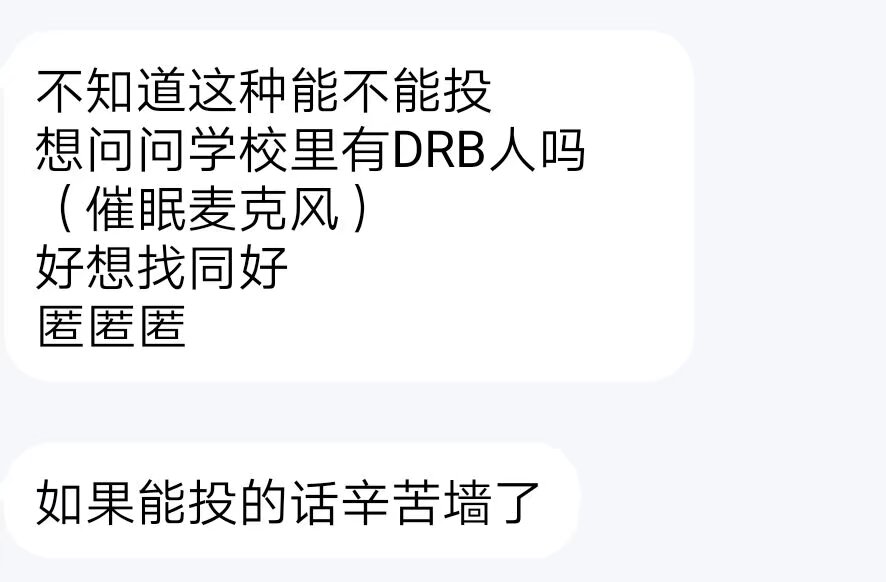 不知道这种能不能投
想问问学校里有DRB人吗
（催眠麦克风）
好想找同好
匿匿匿
如果能投的话辛苦墙了